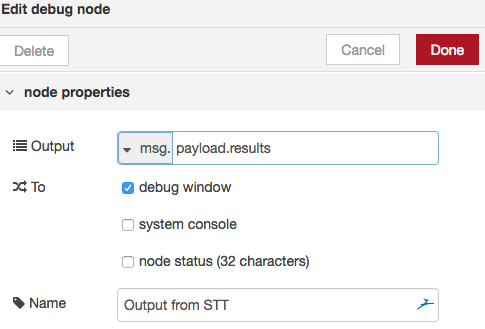 Edit debug node
Delete
Cancel
Done
node properties
Output
msg. payload.results
To
debug window
system console
node status (32 characters)
Name
Output from STT